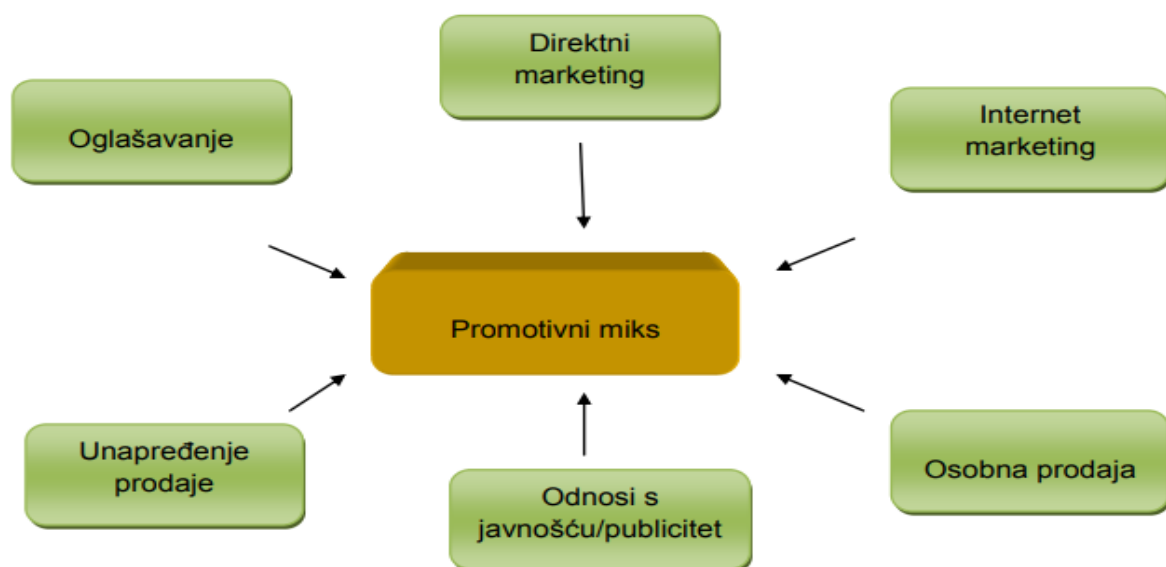 Direktni
marketing
Oglašavanje
Internet
marketing
Promotivni miks
Unapređenje
prodaje
Odnosi s
javnošću/publicitet
Osobna prodaja